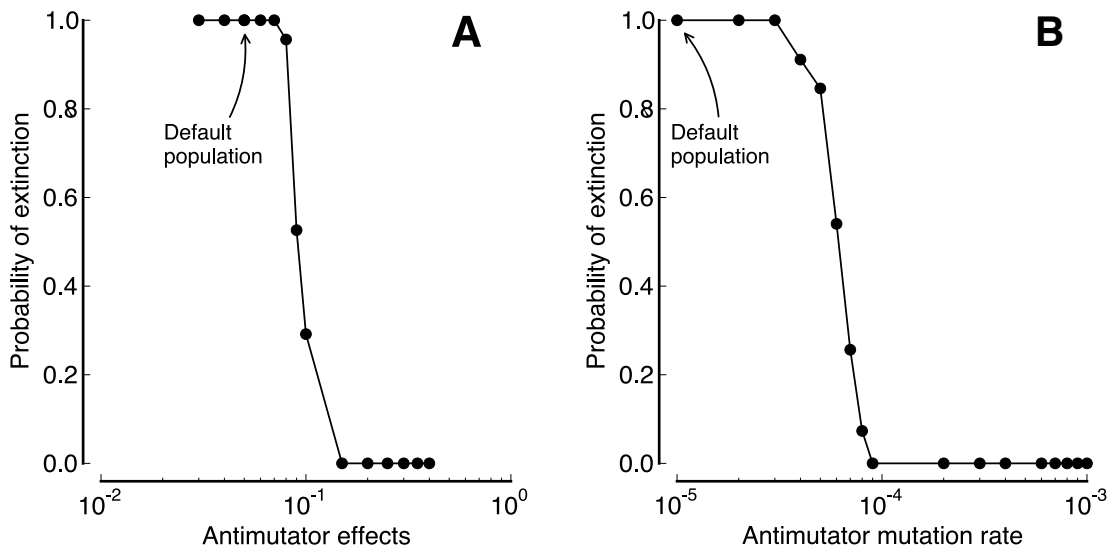 A
1.0
0.8
0.6
0.4
0.2
0.0
Probability of extinction
Default
population
10-2
10-1
100
Antimutator effects
B
1.0
0.8
0.6
0.4
0.2
0.0
Probability of extinction
Default
population
10-5
10-4
10-3
Antimutator mutation rate